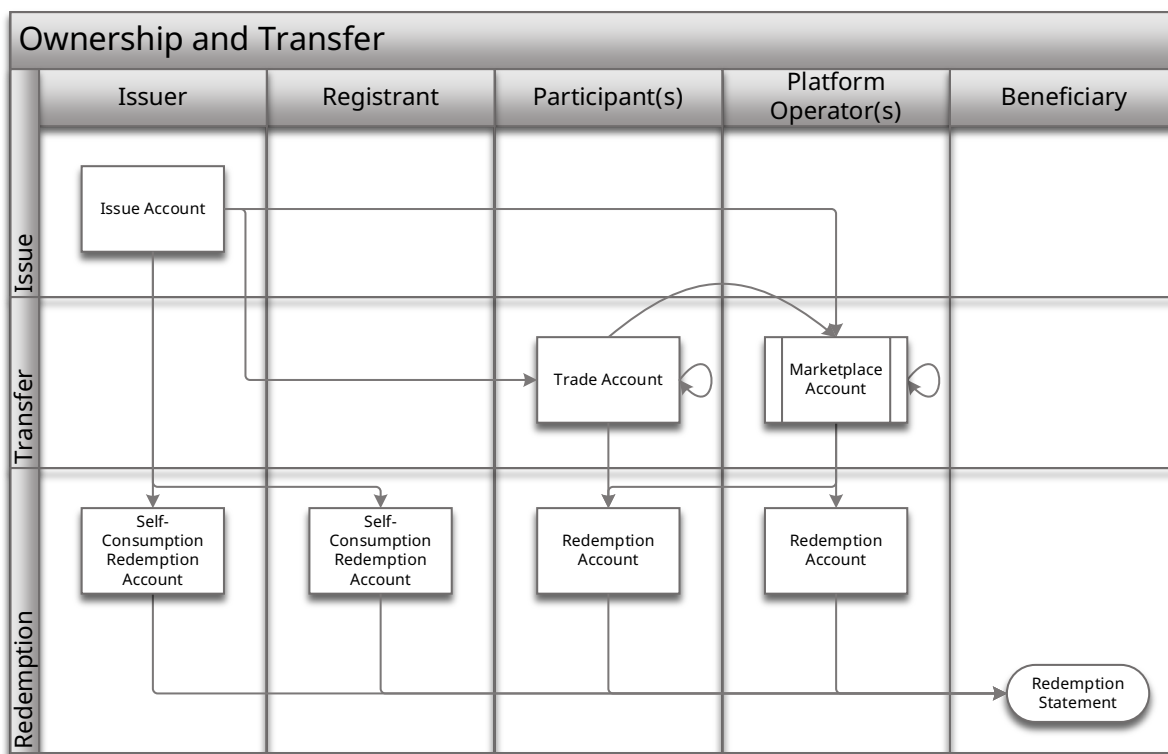 Ownership and Transfer
Issuer
Registrant
Participant(s)
Platform
Operator(s)
Beneficiary
Issue
Issue Account
Transfer
Trade Account
Marketplace
Account
Redemption
Self-
Consumption
Redemption
Account
Self-
Consumption
Redemption
Account
Redemption
Account
Redemption
Account
Redemption
Statement